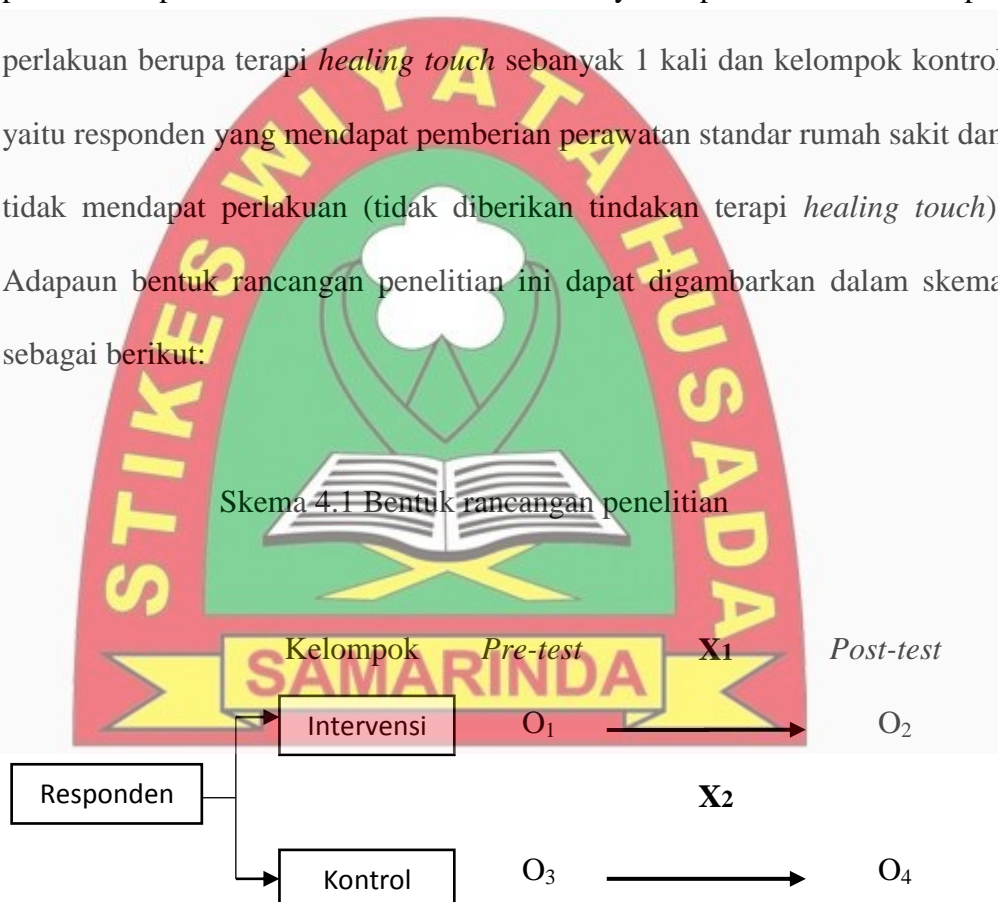 perlakuan berupa terapi healing touch sebanyak 1 kali dan kelompok kontrol
yaitu responden yang mendapat pemberian perawatan standar rumah sakit dan
tidak mendapat perlakuan (tidak diberikan tindakan terapi healing touch)
Adapaun bentuk rancangan penelitian ini dapat digambarkan dalam skema
sebagai berikut:
STIKES WIYATA HUSADA
SAMARINDA
Skema 4.1 Bentuk rancangan penelitian
Kelompok Pre-test X1 Post-test
Intervensi O1 O2
Responden X2
Kontrol O3 O4